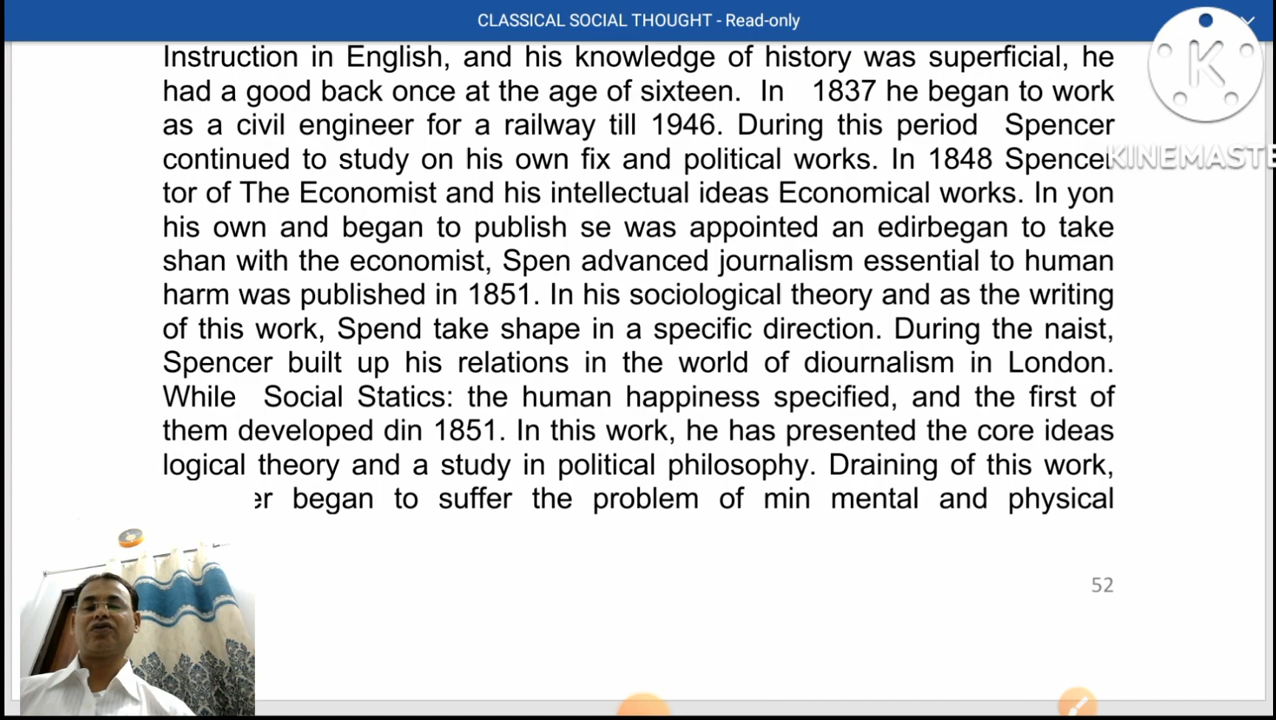 CLASSICAL SOCIAL THOUGHT - Read-only
Instruction in English, and his knowledge of history was superficial, he
had a good back once at the age of sixteen. In 1837 he began to work
as a civil engineer for a railway till 1946. During this period Spencer
continued to study on his own fix and political works. In 1848 Spencer
tor of The Economist and his intellectual ideas Economical works. In yon
his own and began to publish se was appointed an edirbegan to take
shan with the economist, Spen advanced journalism essential to human
harm was published in 1851. In his sociological theory and as the writing
of this work, Spend take shape in a specific direction. During the naist,
Spencer built up his relations in the world of diournalism in London.
While Social Statics: the human happiness specified, and the first of
them developed din 1851. In this work, he has presented the core ideas
logical theory and a study in political philosophy. Draining of this work,
er began to suffer the problem of min mental and physical
52
K
KINEMASTE